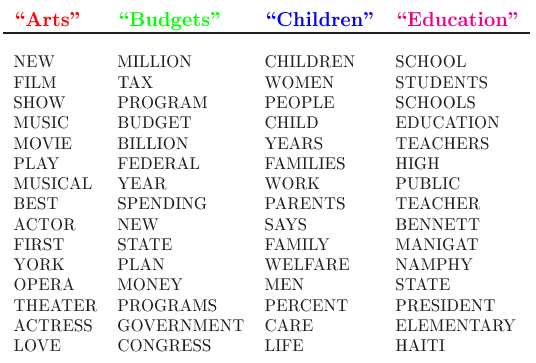 “Arts” “Budgets” “Children” “Education”
NEW MILLION CHILDREN SCHOOL
FILM TAX WOMEN STUDENTS
SHOW PROGRAM PEOPLE SCHOOLS
MUSIC BUDGET CHILD EDUCATION
MOVIE BILLION YEARS TEACHERS
PLAY FEDERAL FAMILIES HIGH
MUSICAL YEAR WORK PUBLIC
BEST SPENDING PARENTS TEACHER
ACTOR NEW SAYS BENNETT
FIRST STATE FAMILY MANIGAT
YORK PLAN WELFARE NAMPHY
OPERA MONEY MEN STATE
THEATER PROGRAMS PERCENT PRESIDENT
ACTRESS GOVERNMENT CARE ELEMENTARY
LOVE CONGRESS LIFE HAITI